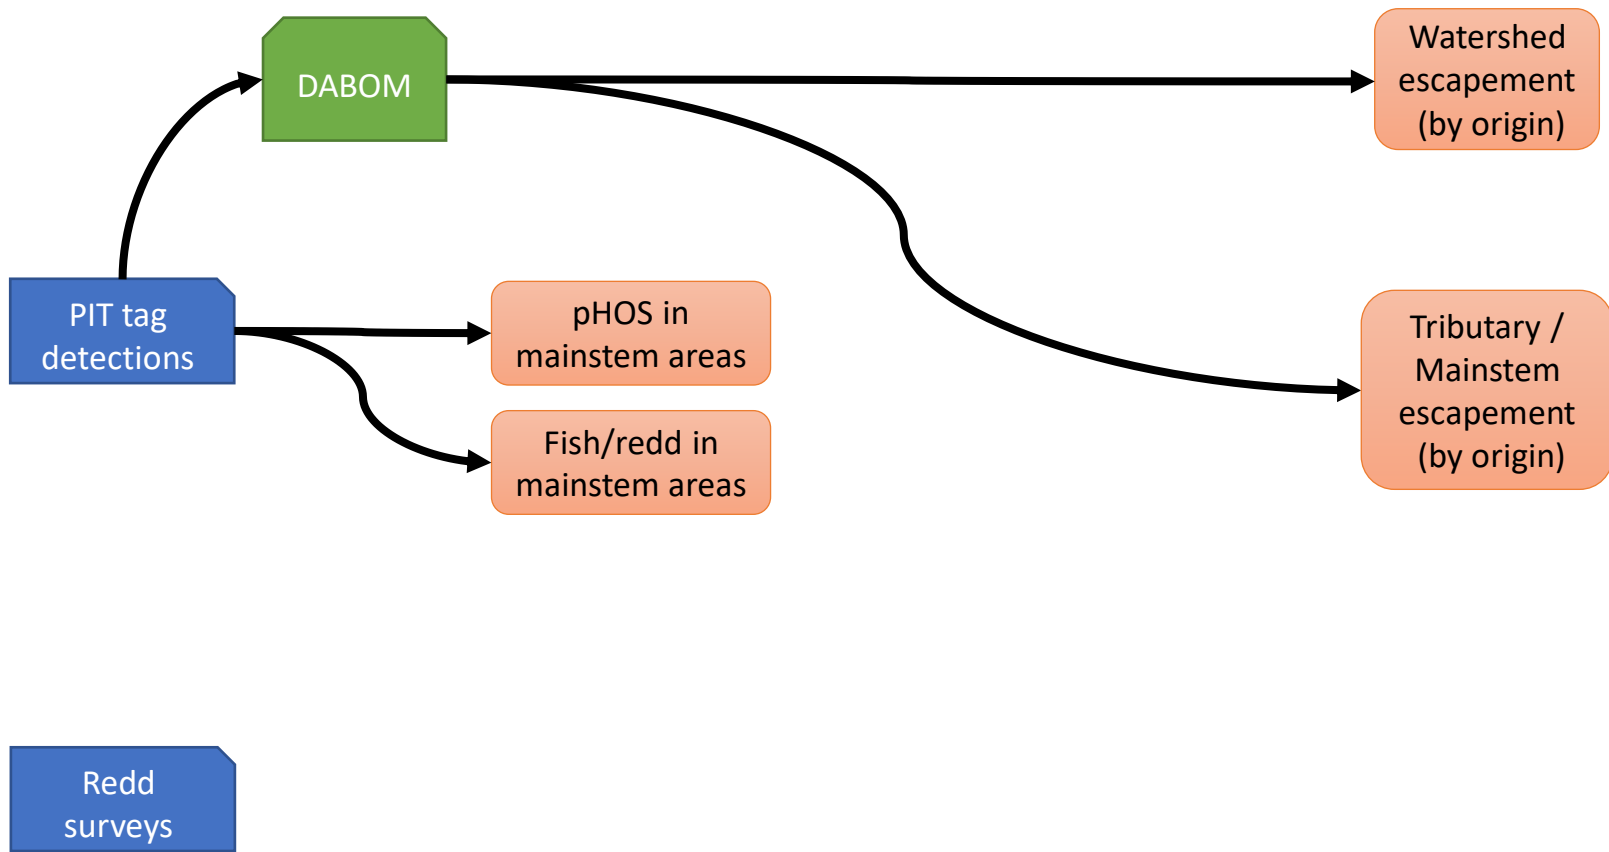 DABOM
Watershed
escapement
(by origin)
PIT tag
detections
pHOS in
mainstem areas
Fish/redd in
mainstem areas
Tributary /
Mainstem
escapement
(by origin)
Redd
surveys